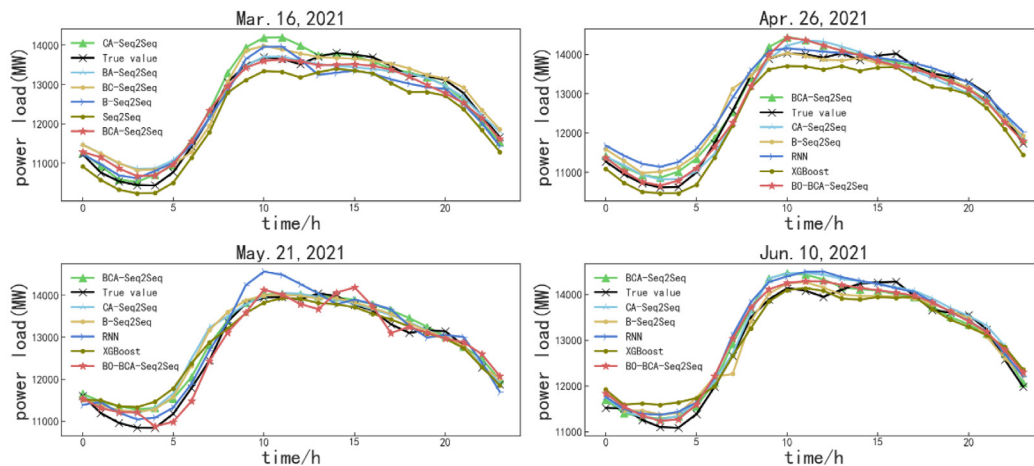 Mar.16,2021
power load(MW)
14000
13000
12000
11000
CA-Seq2Seq
True value
BA-Seq2Seq
BC-Seq2Seq
B-Seq2Seq
Seq2Seq
BCA-Seq2Seq
0 5 10 15 20
time/h
Apr.26,2021
power load(MW)
14000
13000
12000
11000
BCA-Seq2Seq
True value
CA-Seq2Seq
B-Seq2Seq
RNN
XGBoost
BO-BCA-Seq2Seq
0 5 10 15 20
time/h
May.21,2021
power load(MW)
14000
13000
12000
11000
BCA-Seq2Seq
True value
CA-Seq2Seq
B-Seq2Seq
RNN
XGBoost
BO-BCA-Seq2Seq
0 5 10 15 20
time/h
Jun.10,2021
power load(MW)
14000
13000
12000
11000
BCA-Seq2Seq
True value
CA-Seq2Seq
B-Seq2Seq
RNN
XGBoost
BO-BCA-Seq2Seq
0 5 10 15 20
time/h